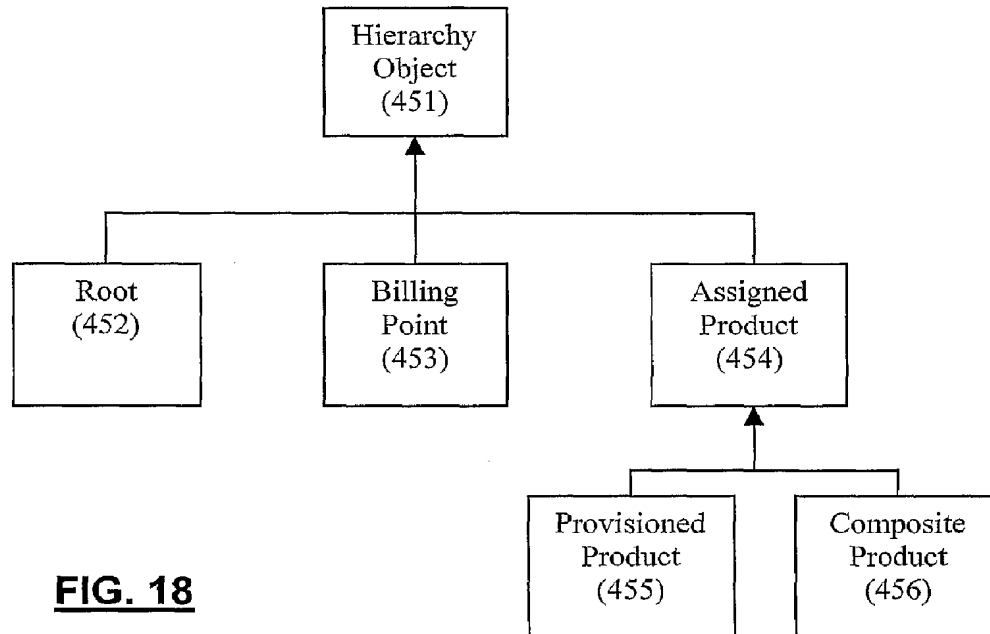 Hierarchy
Object
(451)
Root
(452)
Billing
Point
(453)
Assigned
Product
(454)
Provisioned
Product
(455)
Composite
Product
(456)
FIG. 18